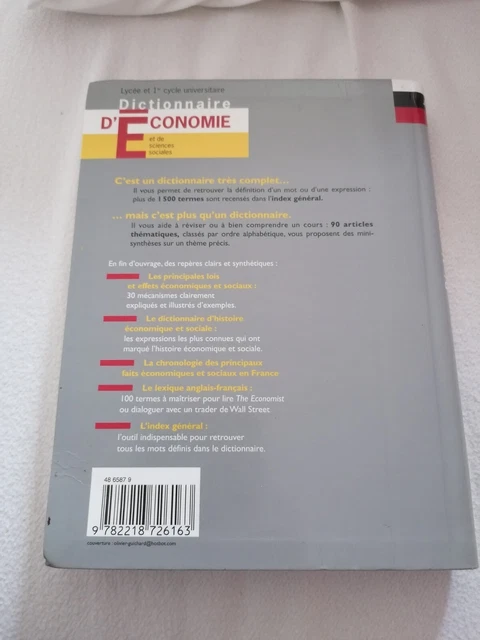 Lycée et 1er cycle universitaire
Dictionnaire
D'ÉCONOMIE
et de
sciences
sociales
C'est un dictionnaire très complet...
Il vous permet de retrouver la définition d'un mot ou d'une expression :
plus de 1 500 termes sont recensés dans l'index général.
... mais c'est plus qu'un dictionnaire.
Il vous aide à réviser ou à bien comprendre un cours : 90 articles
thématiques, classés par ordre alphabétique, vous proposent des mini-
synthèses sur un thème précis.
En fin d'ouvrage, des repères clairs et synthétiques :
Les principales lois
et effets économiques et sociaux :
30 mécanismes clairement
expliqués et illustrés d'exemples.
Le dictionnaire d'histoire
économique et sociale :
les expressions les plus connues qui ont
marqué l'histoire économique et sociale.
La chronologie des principaux
faits économiques et sociaux en France
Le lexique anglais-français :
100 termes à maîtriser pour lire The Economist
ou dialoguer avec un trader de Wall Street.
L'index général :
l'outil indispensable pour retrouver
tous les mots définis dans le dictionnaire.
48 6587 9
9 782218 726163
couverture : olivier-guichard@hotbot.com